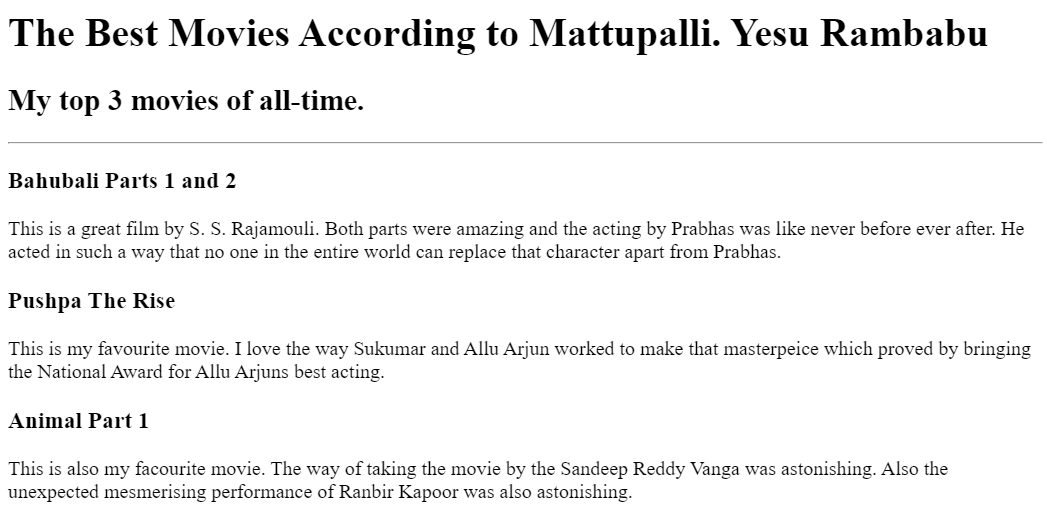 The Best Movies According to Mattupalli. Yesu Rambabu
My top 3 movies of all-time.
Bahubali Parts 1 and 2
This is a great film by S. S. Rajamouli. Both parts were amazing and the acting by Prabhas was like never before ever after. He
acted in such a way that no one in the entire world can replace that character apart from Prabhas.
Pushpa The Rise
This is my favourite movie. I love the way Sukumar and Allu Arjun worked to make that masterpeice which proved by bringing
the National Award for Allu Arjuns best acting.
Animal Part 1
This is also my facourite movie. The way of taking the movie by the Sandeep Reddy Vanga was astonishing. Also the
unexpected mesmerising performance of Ranbir Kapoor was also astonishing.